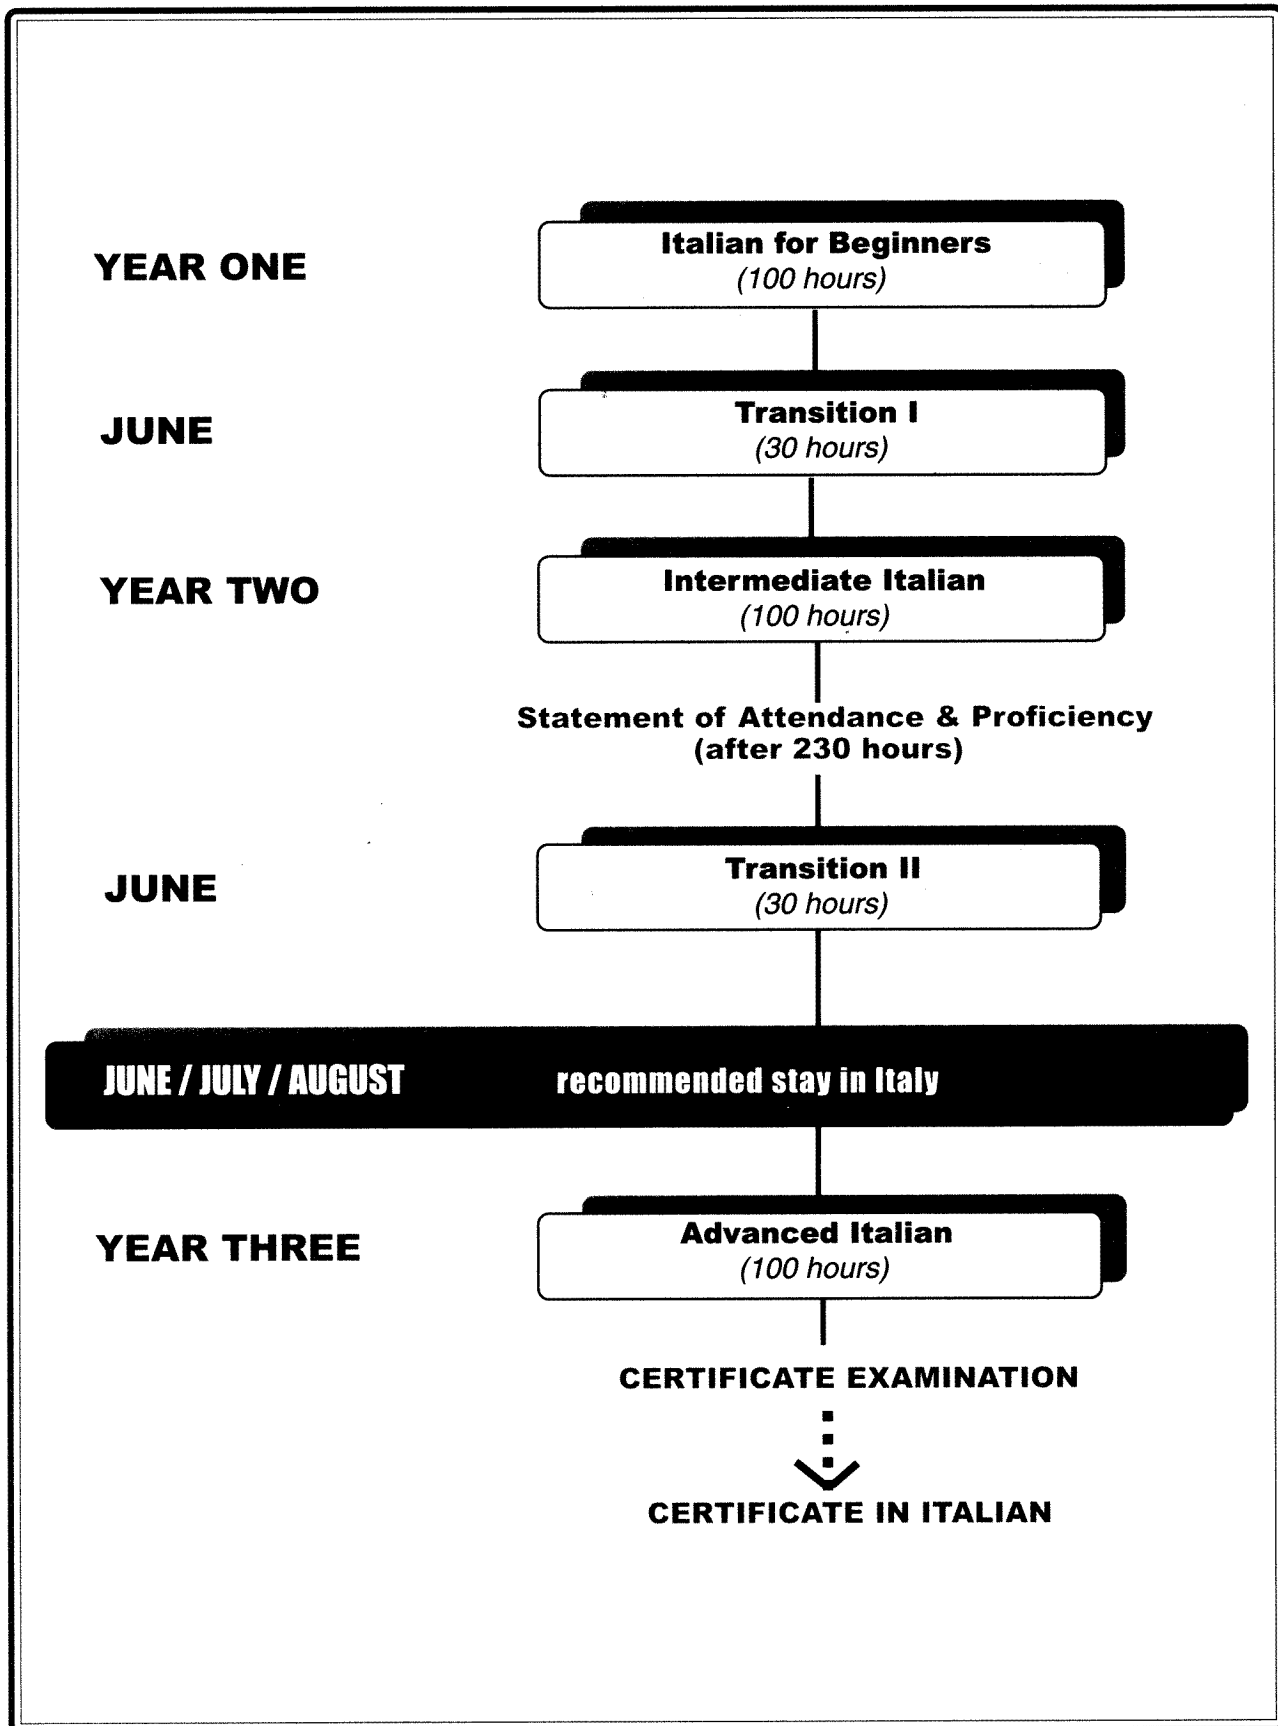 YEAR ONE
Italian for Beginners
(100 hours)
JUNE
Transition I
(30 hours)
YEAR TWO
Intermediate Italian
(100 hours)
Statement of Attendance & Proficiency
(after 230 hours)
JUNE
Transition II
(30 hours)
JUNE / JULY / AUGUST recommended stay in Italy
YEAR THREE
Advanced Italian
(100 hours)
CERTIFICATE EXAMINATION
CERTIFICATE IN ITALIAN